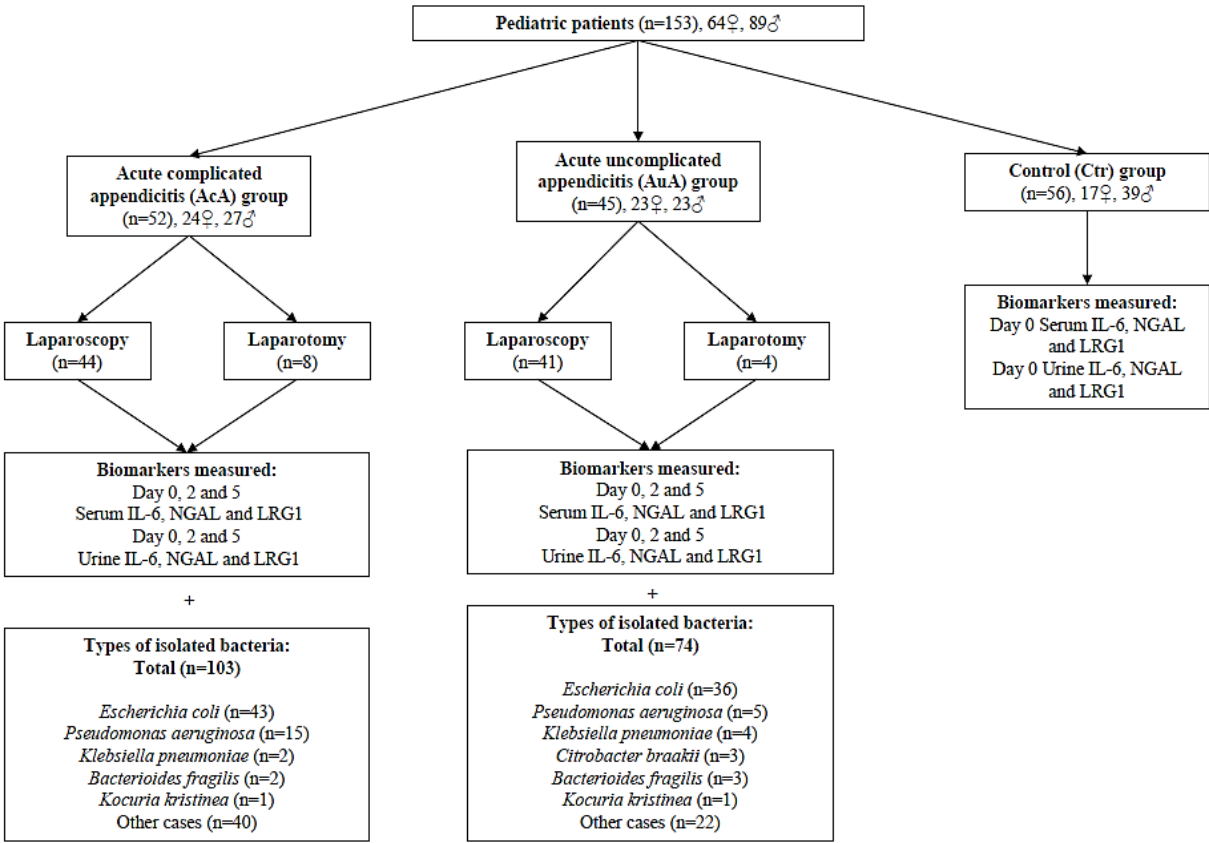 Pediatric patients (n=153), 64♀, 89♂
Acute complicated
appendicitis (AcA) group
(n=52), 24♀, 27♂
Acute uncomplicated
appendicitis (AuA) group
(n=45), 23♀, 23♂
Control (Ctr) group
(n=56), 17♀, 39♂
Laparoscopy
(n=44)
Laparotomy
(n=8)
Laparoscopy
(n=41)
Laparotomy
(n=4)
Biomarkers measured:
Day 0 Serum IL-6, NGAL
and LRG1
Day 0 Urine IL-6, NGAL
and LRG1
Biomarkers measured:
Day 0, 2 and 5
Serum IL-6, NGAL and LRG1
Day 0, 2 and 5
Urine IL-6, NGAL and LRG1
+
Types of isolated bacteria:
Total (n=103)
Escherichia coli (n=43)
Pseudomonas aeruginosa (n=15)
Klebsiella pneumoniae (n=2)
Bacterioides fragilis (n=2)
Kocuria kristinea (n=1)
Other cases (n=40)
Biomarkers measured:
Day 0, 2 and 5
Serum IL-6, NGAL and LRG1
Day 0, 2 and 5
Urine IL-6, NGAL and LRG1
+
Types of isolated bacteria:
Total (n=74)
Escherichia coli (n=36)
Pseudomonas aeruginosa (n=5)
Klebsiella pneumoniae (n=4)
Citrobacter braakii (n=3)
Bacterioides fragilis (n=3)
Kocuria kristinea (n=1)
Other cases (n=22)